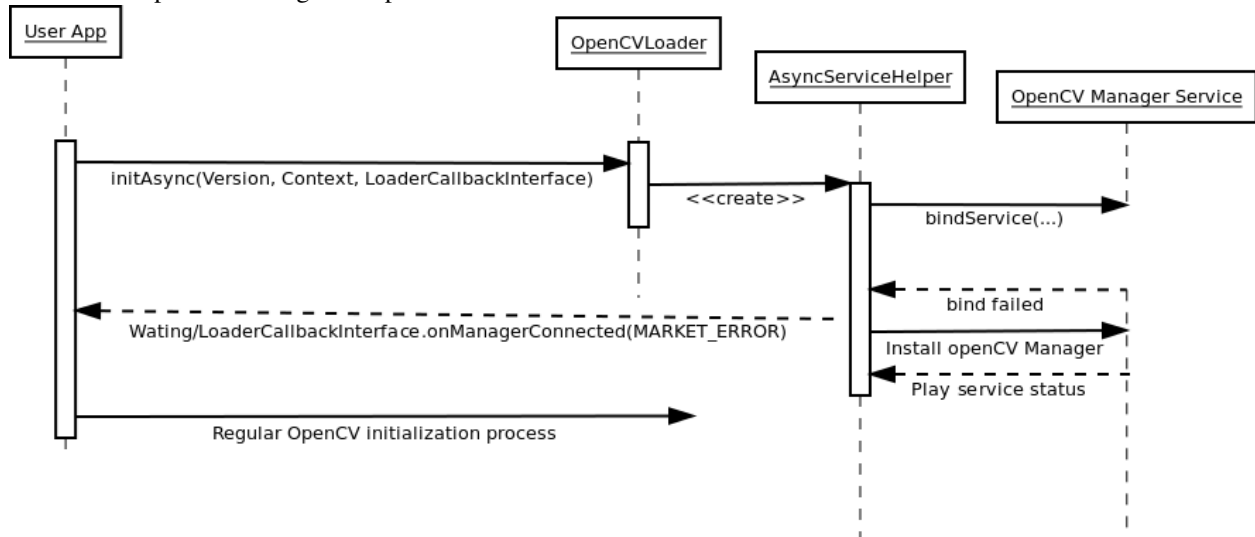 User App
OpenCVLoader
AsyncServiceHelper
OpenCV Manager Service
initAsync(Version, Context, LoaderCallbackInterface)
<<create>>
bindService(...)
bind failed
Wating/LoaderCallbackInterface.onManagerConnected(MARKET_ERROR)
Install openCV Manager
Play service status
Regular OpenCV initialization process